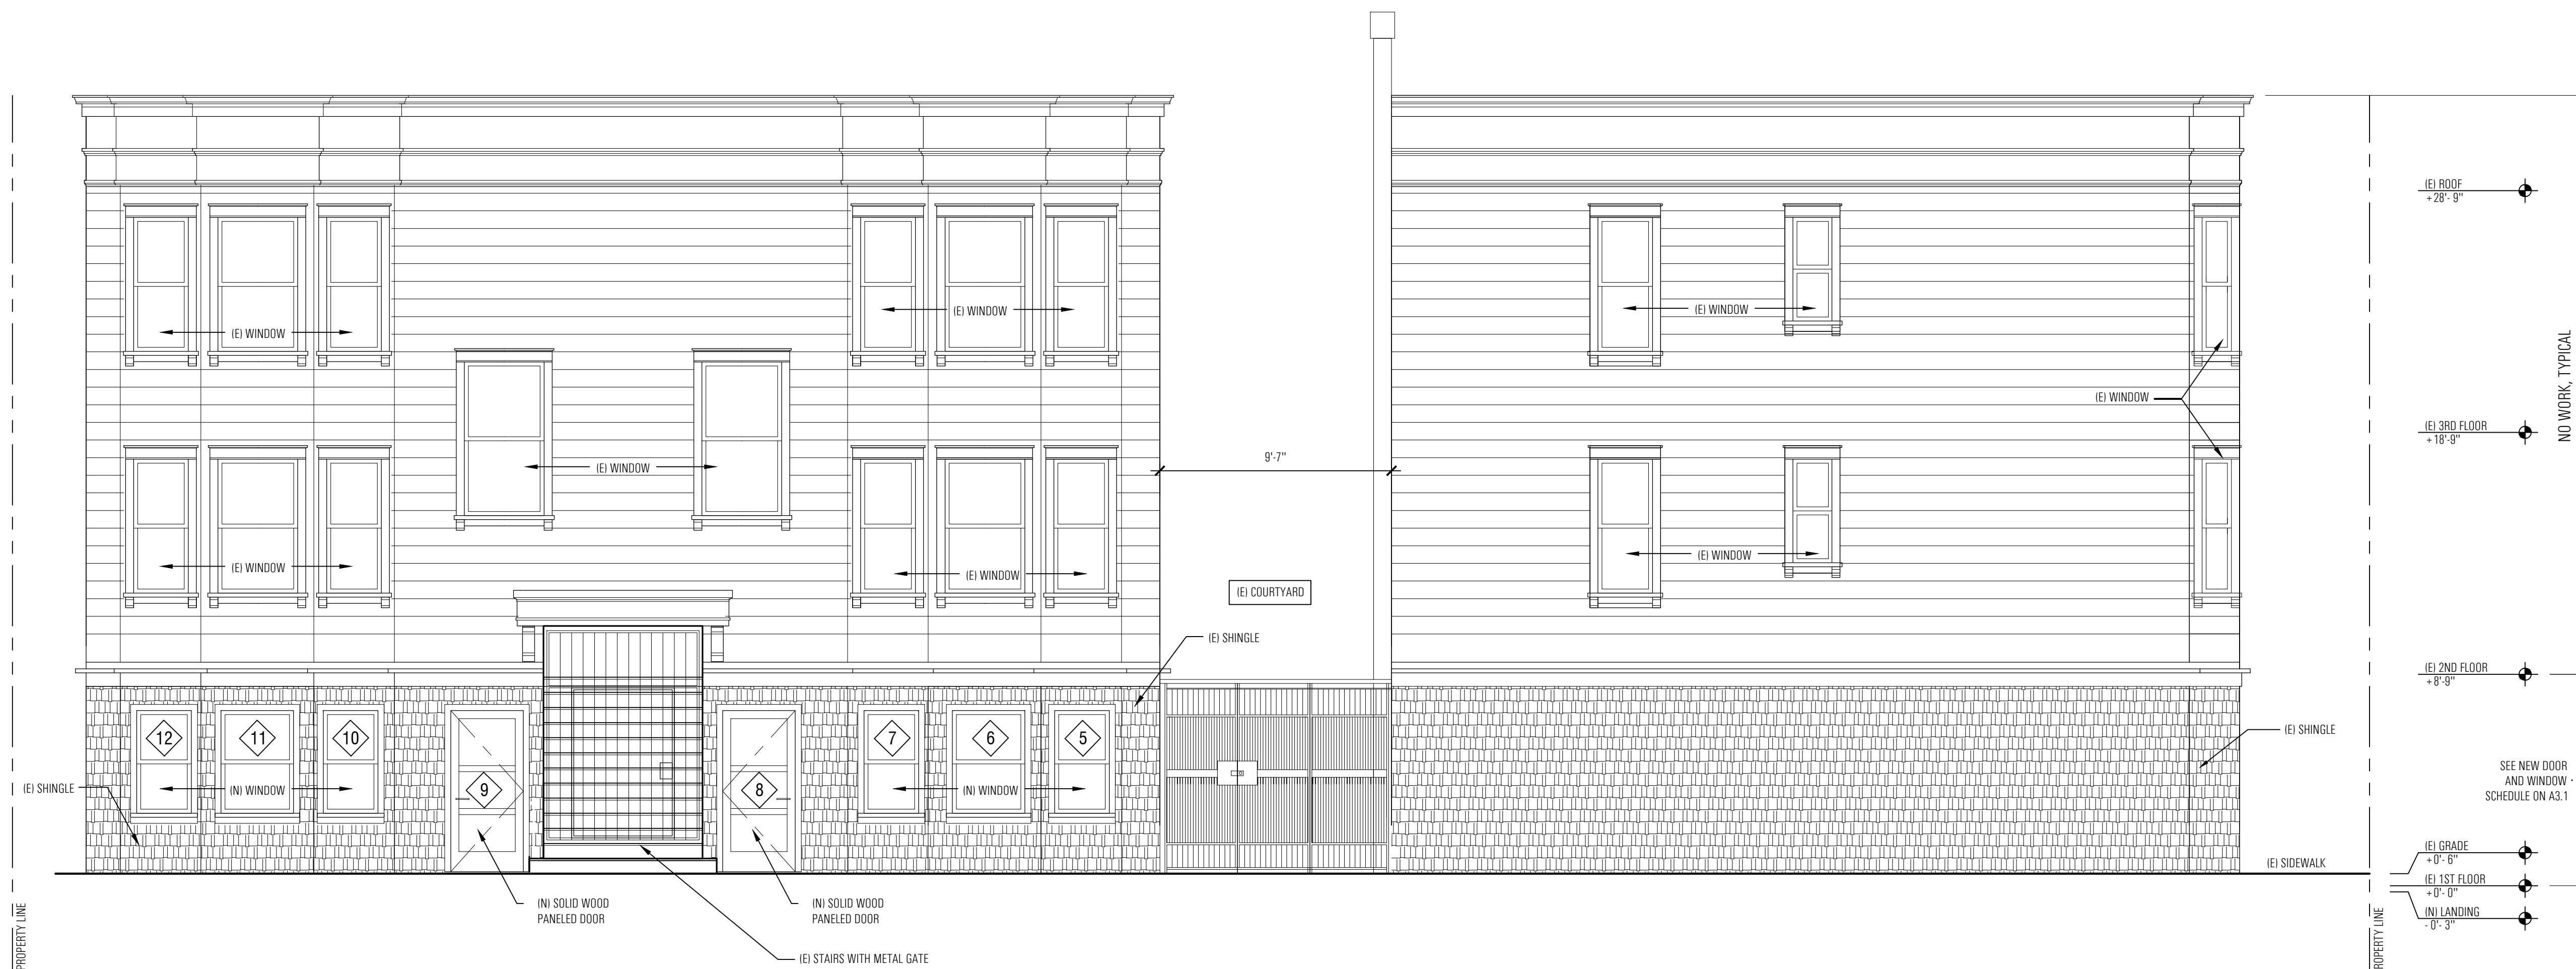 (E) ROOF
+28'- 9"
NO WORK, TYPICAL
(E) WINDOW
(E) WINDOW
(E) WINDOW
(E) WINDOW
(E) 3RD FLOOR
+18'-9"
9'-7"
(E) WINDOW
(E) WINDOW
(E) WINDOW
(E) WINDOW
(E) COURTYARD
(E) SHINGLE
(E) 2ND FLOOR
+8'-9"
12
11
10
9
8
7
6
5
(E) SHINGLE
(E) SHINGLE
(N) WINDOW
(N) WINDOW
SEE NEW DOOR
AND WINDOW
SCHEDULE ON A3.1
(E) SIDEWALK
(E) GRADE
+0'- 6"
(E) 1ST FLOOR
+0'- 0"
(N) LANDING
- 0'- 3"
(N) SOLID WOOD
PANELED DOOR
(N) SOLID WOOD
PANELED DOOR
(E) STAIRS WITH METAL GATE
PROPERTY LINE
ROPERTY LINE